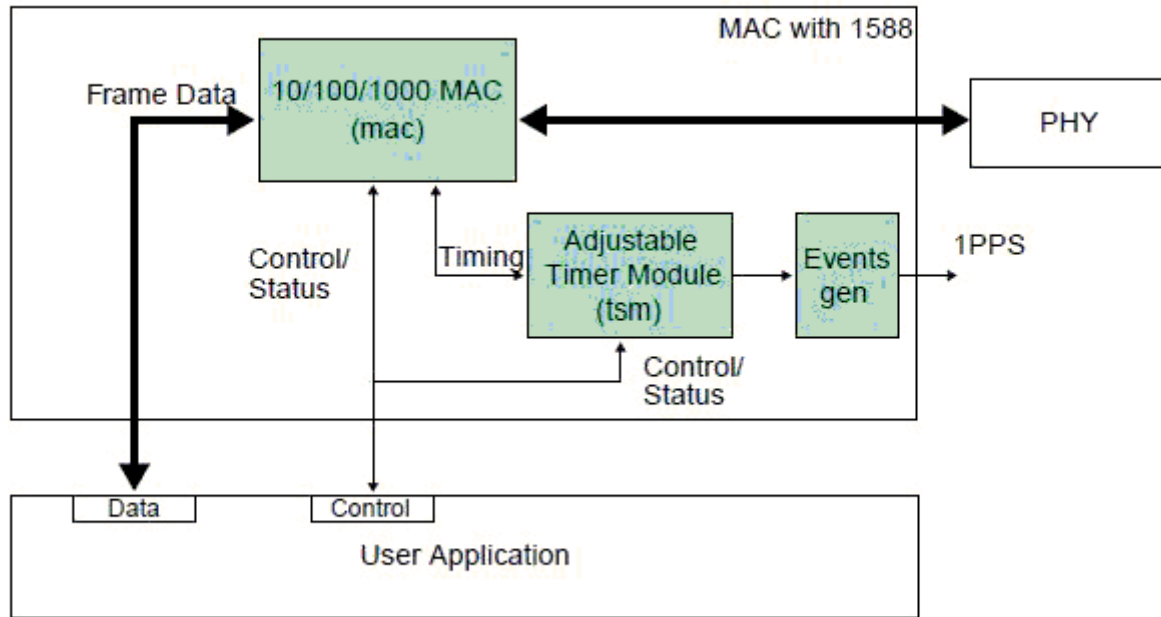 MAC with 1588
10/100/1000 MAC
(mac)
Frame Data
PHY
Control/
Status
Timing
Adjustable
Timer Module
(tsm)
Events
gen
1PPS
Control/
Status
Data
Control
User Application